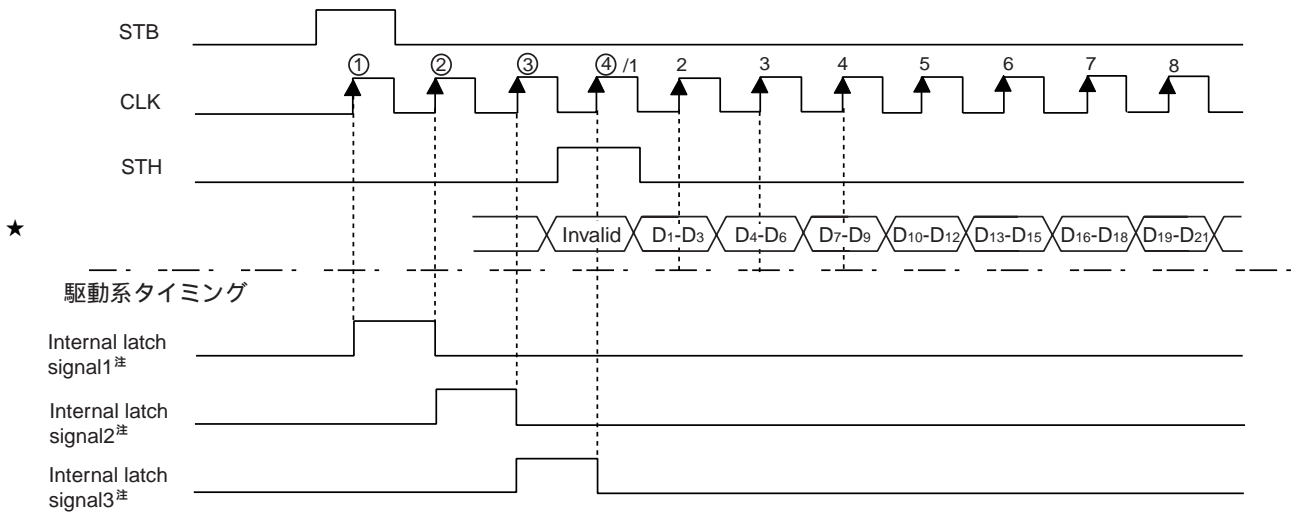 STB
① ② ③ ④ /1 2 3 4 5 6 7 8
CLK
STH
★
Invalid D1-D3 D4-D6 D7-D9 D10-D12 D13-D15 D16-D18 D19-D21
駆動系タイミング
Internal latch
signal1注
Internal latch
signal2注
Internal latch
signal3注